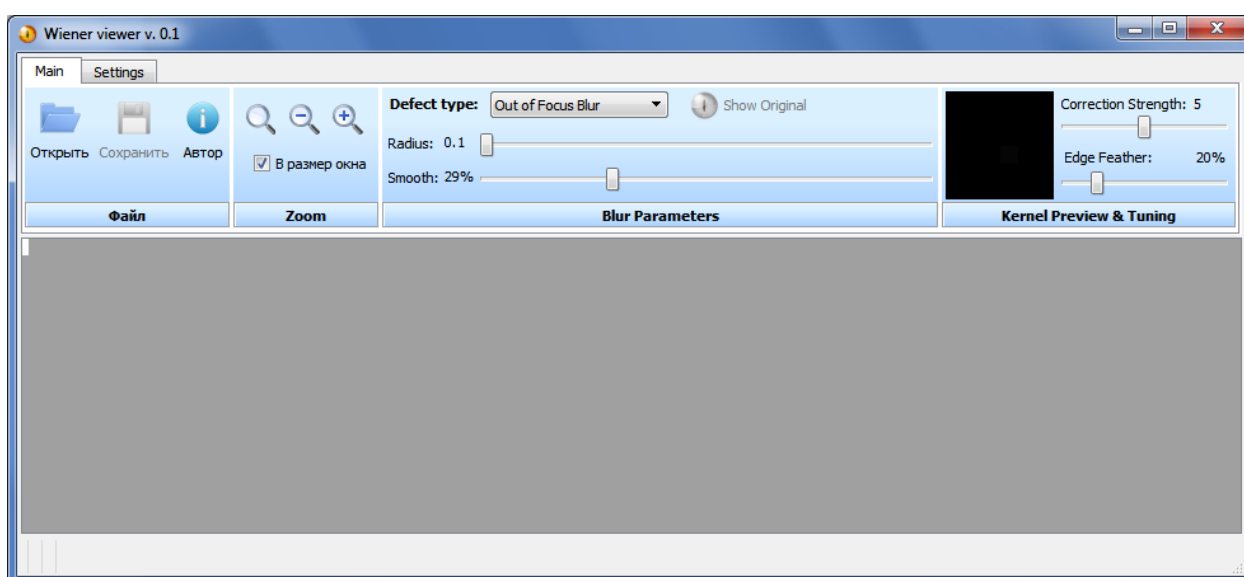 Wiener viewer v. 0.1
Main Settings
Открыть Сохранить Автор
Файл
В размер окна
Zoom
Defect type: Out of Focus Blur Show Original
Radius: 0.1
Smooth: 29%
Blur Parameters
Correction Strength: 5
Edge Feather: 20%
Kernel Preview & Tuning